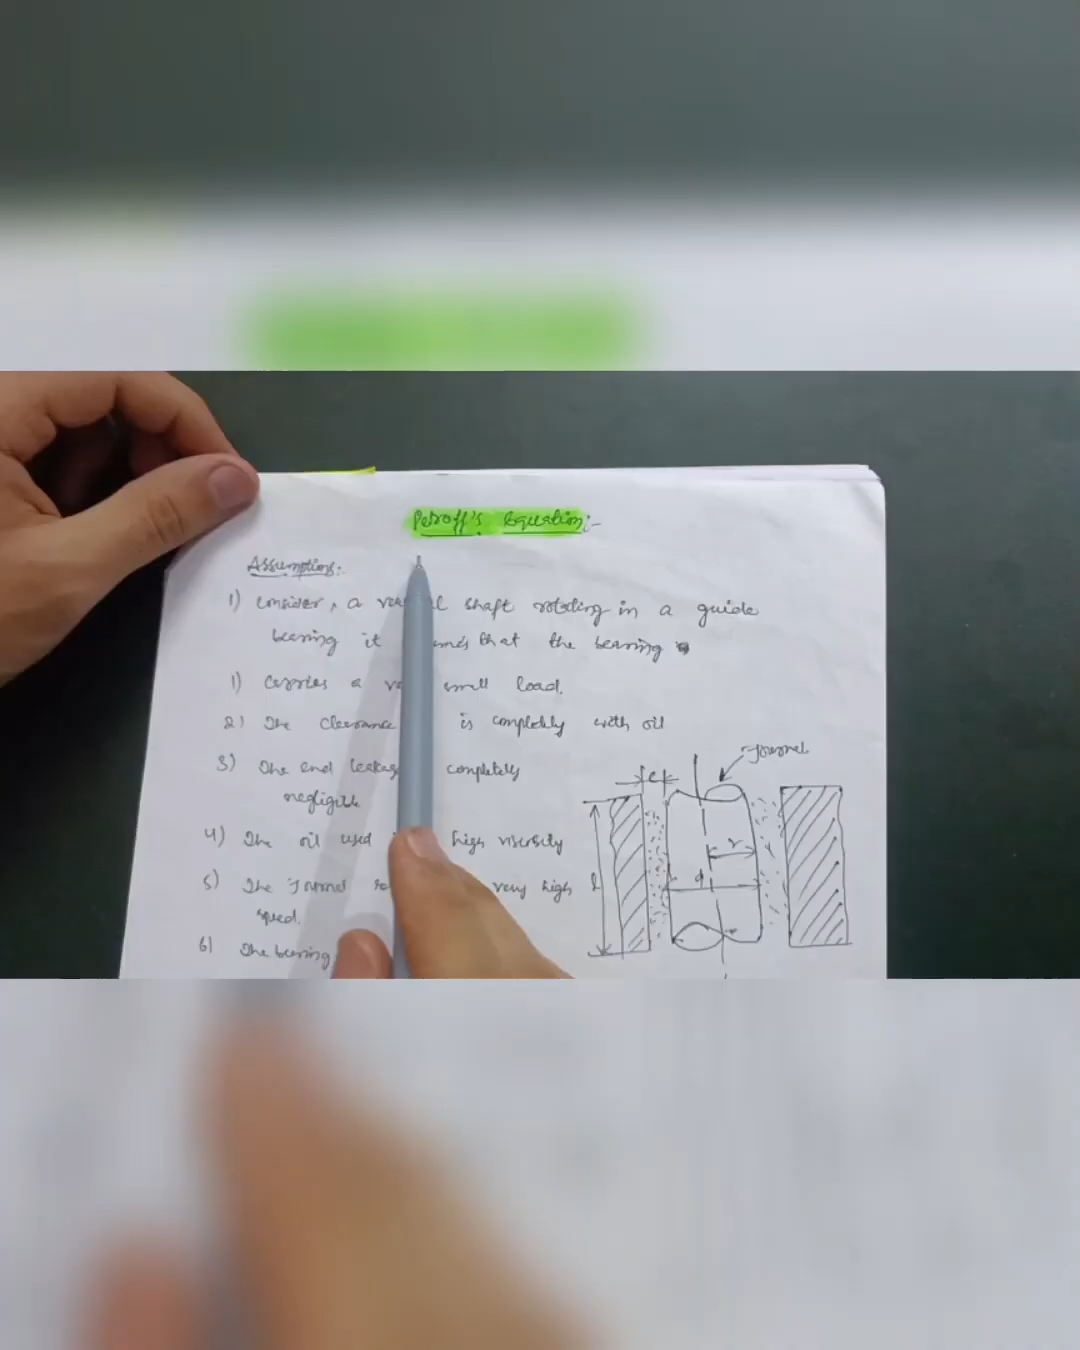 Petroff's Equation:-
Assumptions:-
1) Consider, a shaft rotating in a guide
bearing it that the bearing
1) Carries a small load.
2) The Clearance is completely with oil
3) The end leakage completely
negligible
4) The oil used high viscosity
5) The Journal very high
speed.
6) The bearing
Journal
c
r
d
l